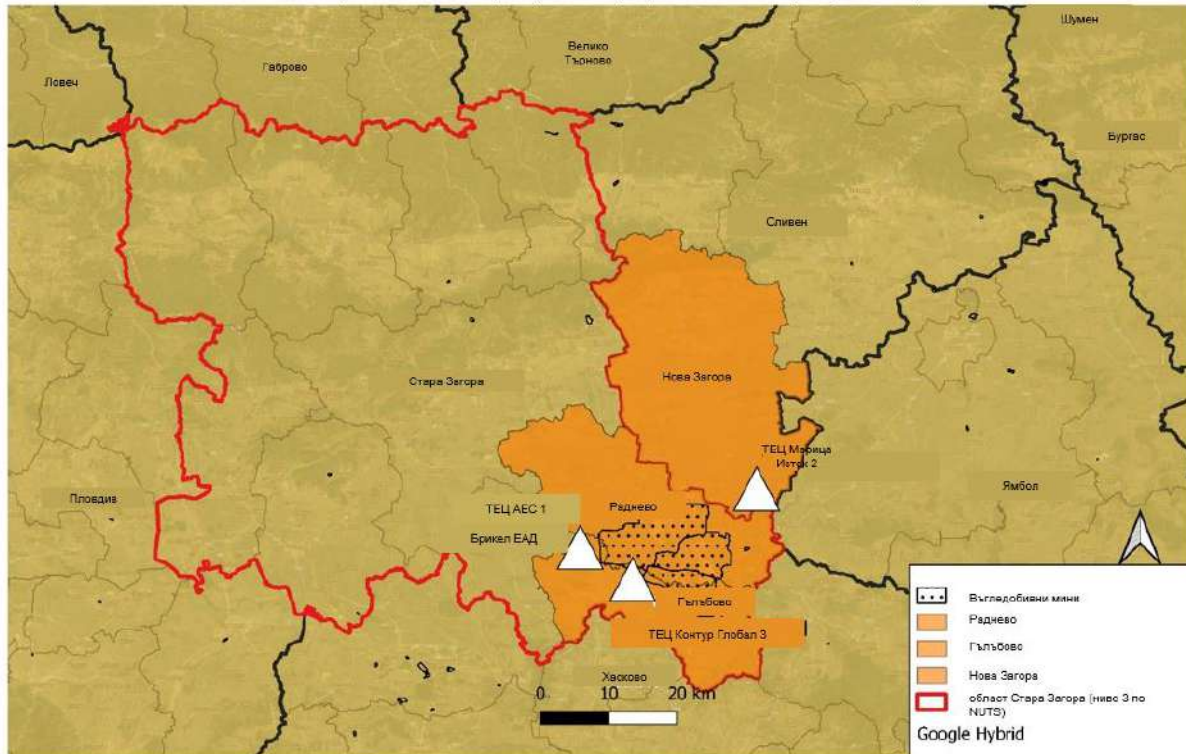 Шумен
Велико
Търново
Габрово
Ловеч
Бургас
Сливен
Нова Загора
Стара Загора
ТЕЦ Марица
Изток 2
Ямбол
Пловдив
ТЕЦ АЕС 1
Раднево
Брикел ЕАД
Гълъбово
ТЕЦ Контур Глобал 3
Хасково
0 10 20 km
Въгледобивни мини
Раднево
Гълъбово
Нова Загора
област Стара Загора (ниво 3 по
NUTS)
Google Hybrid